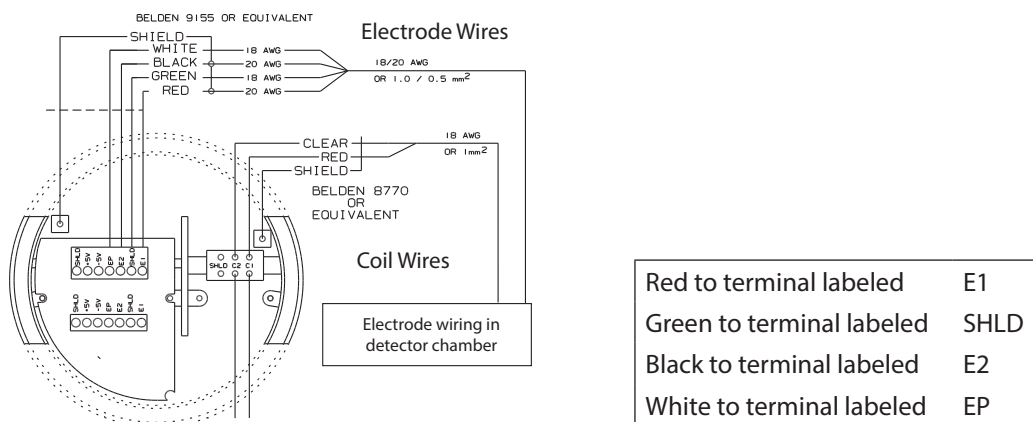 BELDEN 9155 OR EQUIVALENT
Electrode Wires
SHIELD
WHITE 18 AWG
BLACK 20 AWG
GREEN 18 AWG
RED 20 AWG
18/20 AWG
OR 1.0 / 0.5 mm²
CLEAR
RED
SHIELD
18 AWG
OR 1mm²
BELDEN 8770
OR
EQUIVALENT
SHLD +5V -5V EP E2 SHLD E1
SHLD C2 C1
Coil Wires
SHLD +5V -5V EP E2 SHLD E1
Electrode wiring in
detector chamber
Red to terminal labeled E1
Green to terminal labeled SHLD
Black to terminal labeled E2
White to terminal labeled EP